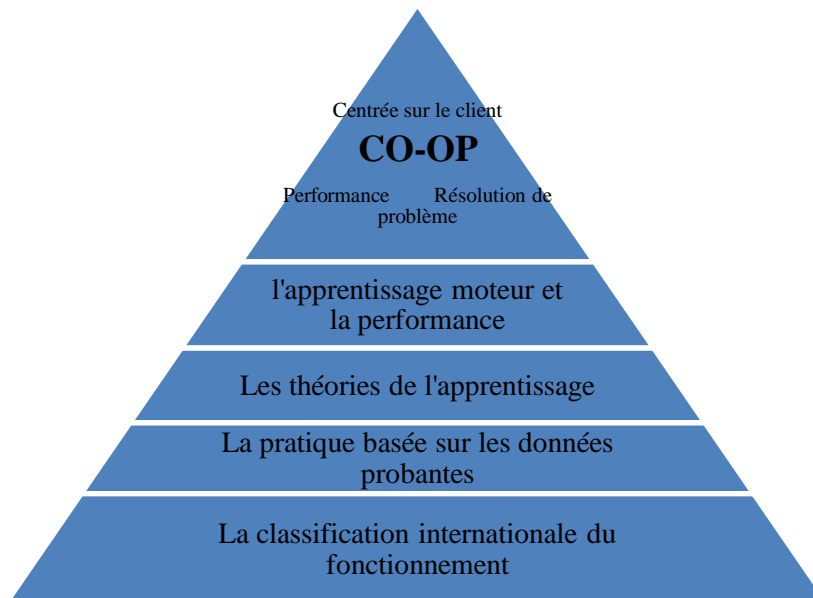 Centrée sur le client
CO-OP
Performance Résolution de
problème
l'apprentissage moteur et
la performance
Les théories de l'apprentissage
La pratique basée sur les données
probantes
La classification internationale du
fonctionnement